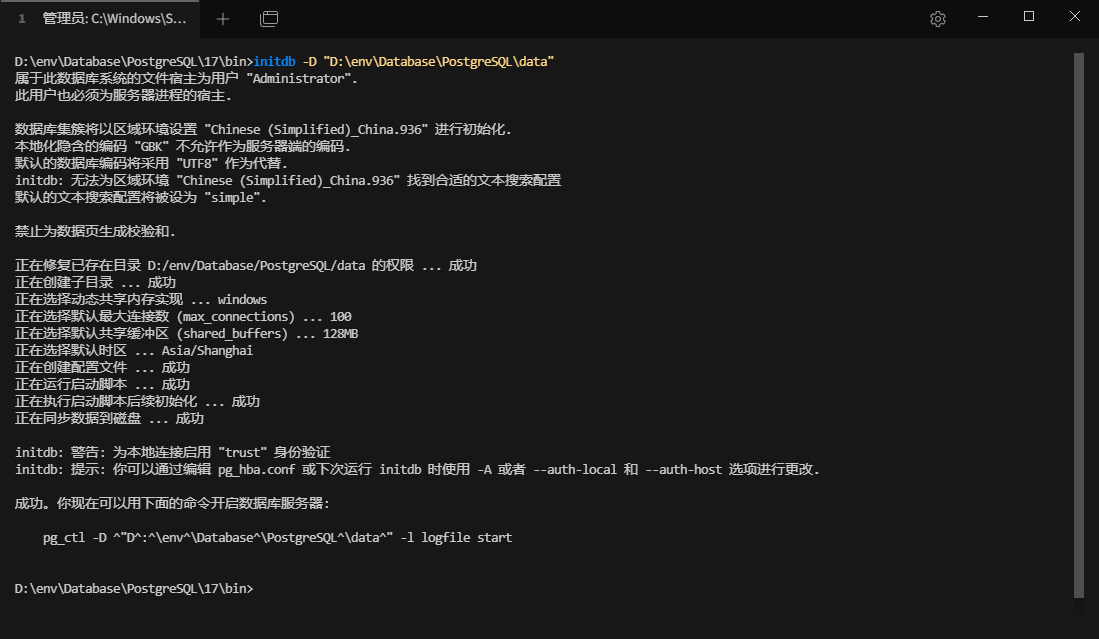 1 管理员: C:\Windows\S...
D:\env\Database\PostgreSQL\17\bin>initdb -D "D:\env\Database\PostgreSQL\data"
属于此数据库系统的文件宿主为用户 "Administrator".
此用户也必须为服务器进程的宿主.
数据库集簇将以区域环境设置 "Chinese (Simplified)_China.936" 进行初始化.
本地化隐含的编码 "GBK" 不允许作为服务器端的编码.
默认的数据库编码将采用 "UTF8" 作为代替.
initdb: 无法为区域环境 "Chinese (Simplified)_China.936" 找到合适的文本搜索配置
默认的文本搜索配置将被设为 "simple".
禁止为数据页生成校验和.
正在修复已存在目录 D:/env/Database/PostgreSQL/data 的权限 ... 成功
正在创建子目录 ... 成功
正在选择动态共享内存实现 ... windows
正在选择默认最大连接数 (max_connections) ... 100
正在选择默认共享缓冲区 (shared_buffers) ... 128MB
正在选择默认时区 ... Asia/Shanghai
正在创建配置文件 ... 成功
正在运行启动脚本 ... 成功
正在执行启动脚本后续初始化 ... 成功
正在同步数据到磁盘 ... 成功
initdb: 警告: 为本地连接启用 "trust" 身份验证
initdb: 提示: 你可以通过编辑 pg_hba.conf 或下次运行 initdb 时使用 -A 或者 --auth-local 和 --auth-host 选项进行更改.
成功。你现在可以用下面的命令开启数据库服务器:
pg_ctl -D ^"D^:^\env^\Database^\PostgreSQL^\data^" -l logfile start
D:\env\Database\PostgreSQL\17\bin>